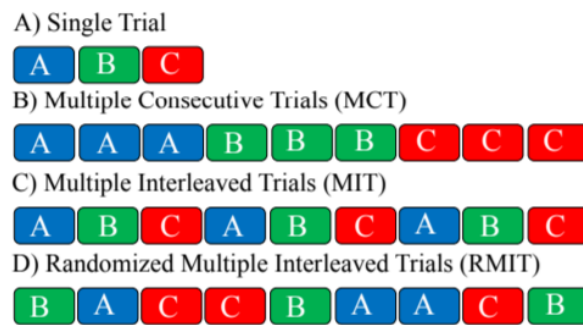 A) Single Trial
A B C
B) Multiple Consecutive Trials (MCT)
A A A B B B C C C
C) Multiple Interleaved Trials (MIT)
A B C A B C A B C
D) Randomized Multiple Interleaved Trials (RMIT)
B A C C B A A C B